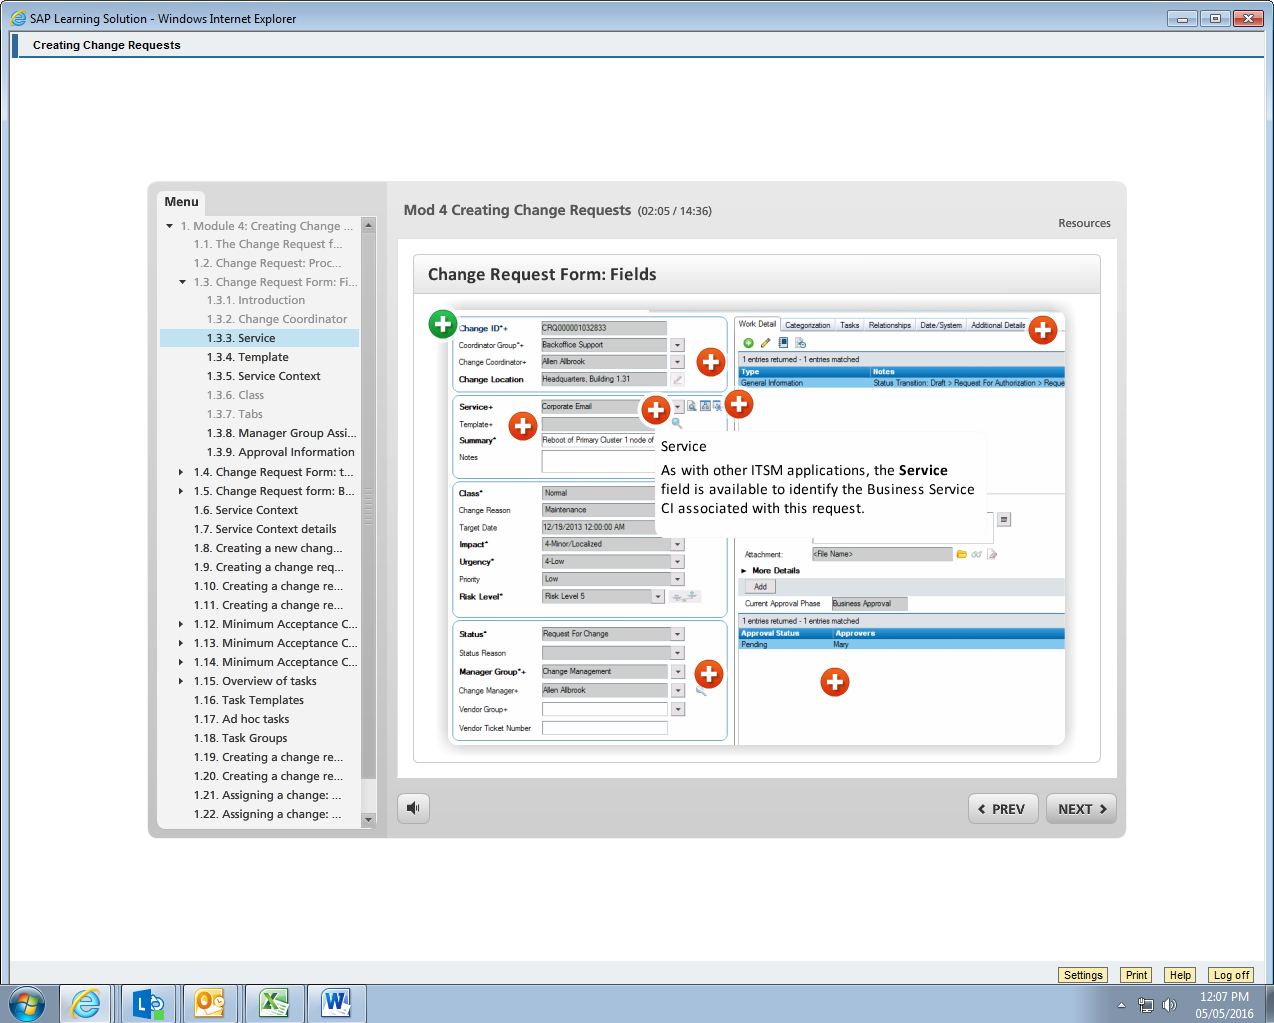 SAP Learning Solution - Windows Internet Explorer
Creating Change Requests
Menu
1. Module 4: Creating Change ...
1.1. The Change Request f...
1.2. Change Request: Proc...
1.3. Change Request Form: Fi...
1.3.1. Introduction
1.3.2. Change Coordinator
1.3.3. Service
1.3.4. Template
1.3.5. Service Context
1.3.6. Class
1.3.7. Tabs
1.3.8. Manager Group Assi...
1.3.9. Approval Information
1.4. Change Request Form: t...
1.5. Change Request form: B...
1.6. Service Context
1.7. Service Context details
1.8. Creating a new chang...
1.9. Creating a change req...
1.10. Creating a change re...
1.11. Creating a change re...
1.12. Minimum Acceptance C...
1.13. Minimum Acceptance C...
1.14. Minimum Acceptance C...
1.15. Overview of tasks
1.16. Task Templates
1.17. Ad hoc tasks
1.18. Task Groups
1.19. Creating a change re...
1.20. Creating a change re...
1.21. Assigning a change: ...
1.22. Assigning a change: ...
Mod 4 Creating Change Requests (02:05 / 14:36)
Resources
Change Request Form: Fields
Change ID*+ CRQ000001032833
Coordinator Group*+ Backoffice Support
Change Coordinator+ Allen Allbrook
Change Location Headquarters, Building 1.31
Service+ Corporate Email
Template+
Summary* Reboot of Primary Cluster 1 node of
Notes
Class* Normal
Change Reason Maintenance
Target Date 12/19/2013 12:00:00 AM
Impact* 4-Minor/Localized
Urgency* 4-Low
Priority Low
Risk Level* Risk Level 5
Status* Request For Change
Status Reason
Manager Group*+ Change Management
Change Manager+ Allen Allbrook
Vendor Group+
Vendor Ticket Number
Work Detail Categorization Tasks Relationships Date/System Additional Details
1 entries returned - 1 entries matched
Type Notes
General Information Status Transition: Draft > Request For Authorization > Reque
Service
As with other ITSM applications, the Service
field is available to identify the Business Service
CI associated with this request.
Attachment: <File Name>
More Details
Add
Current Approval Phase Business Approval
1 entries returned - 1 entries matched
Approval Status Approvers
Pending Mary
PREV NEXT
Settings Print Help Log off
12:07 PM
05/05/2016